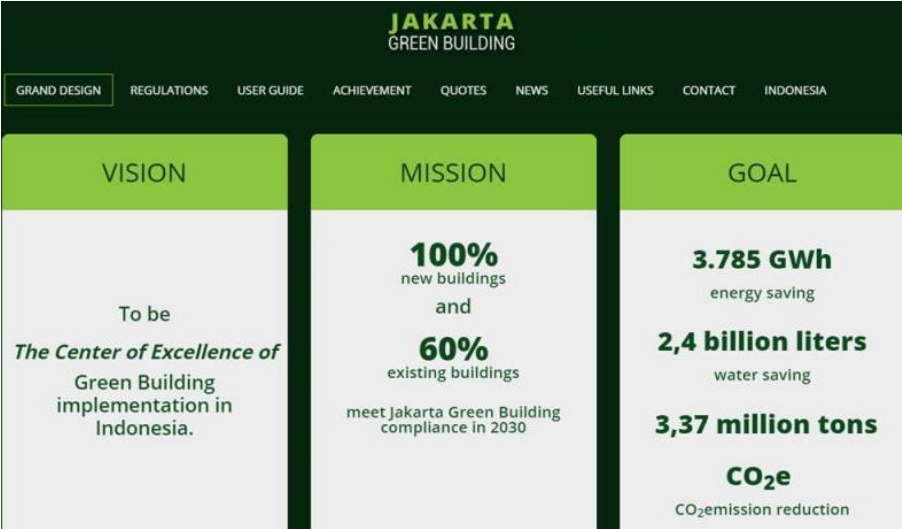 JAKARTA
GREEN BUILDING
GRAND DESIGN REGULATIONS USER GUIDE ACHIEVEMENT QUOTES NEWS USEFUL LINKS CONTACT INDONESIA
VISION
To be
The Center of Excellence of
Green Building
implementation in
Indonesia.
MISSION
100%
new buildings
and
60%
existing buildings
meet Jakarta Green Building
compliance in 2030
GOAL
3.785 GWh
energy saving
2,4 billion liters
water saving
3,37 million tons
CO₂e
CO₂emission reduction